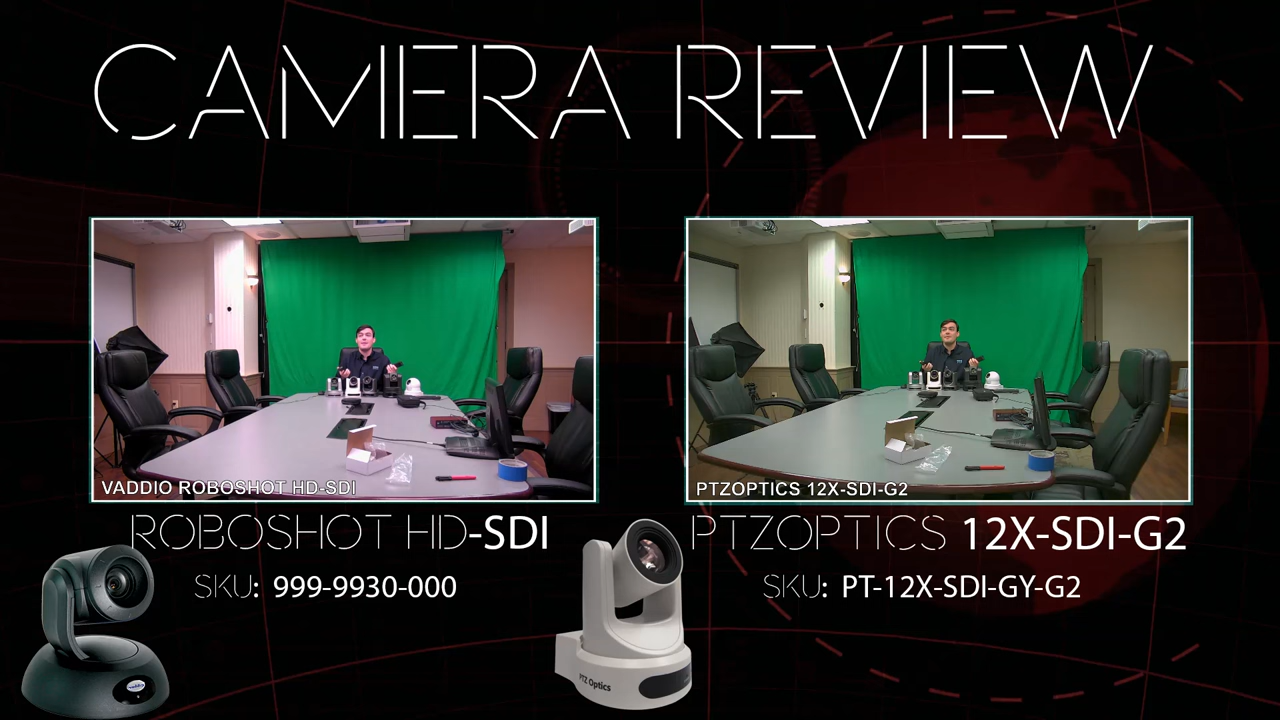 CAMERA REVIEW
VADDIO ROBOSHOT HD-SDI
PTZOPTICS 12X-SDI-G2
ROBOSHOT HD-SDI
PTZOPTICS 12X-SDI-G2
SKU: 999-9930-000
SKU: PT-12X-SDI-GY-G2
vaddio
PTZ Optics